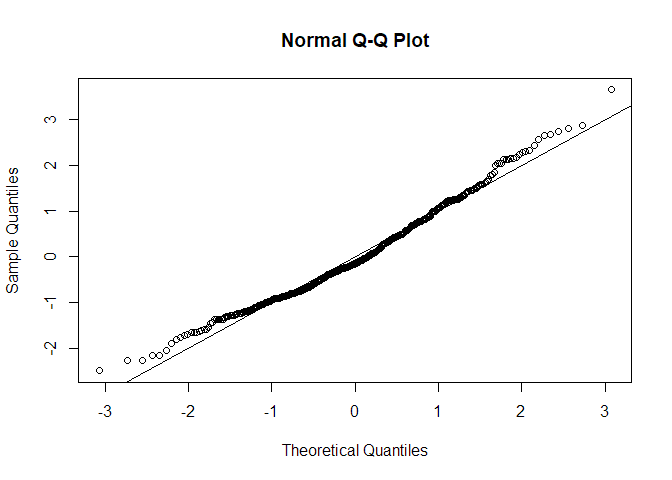 Normal Q-Q Plot
Sample Quantiles
3
2
1
0
-1
-2
-3 -2 -1 0 1 2 3
Theoretical Quantiles